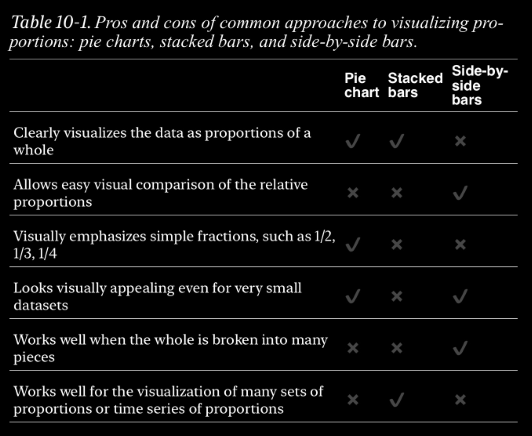 Table 10-1. Pros and cons of common approaches to visualizing pro-
portions: pie charts, stacked bars, and side-by-side bars.
Pie chart Stacked bars Side-by-side bars
Clearly visualizes the data as proportions of a
whole ✓ ✓ ×
Allows easy visual comparison of the relative
proportions × × ✓
Visually emphasizes simple fractions, such as 1/2,
1/3, 1/4 ✓ × ×
Looks visually appealing even for very small
datasets ✓ × ✓
Works well when the whole is broken into many
pieces × × ✓
Works well for the visualization of many sets of
proportions or time series of proportions × ✓ ×